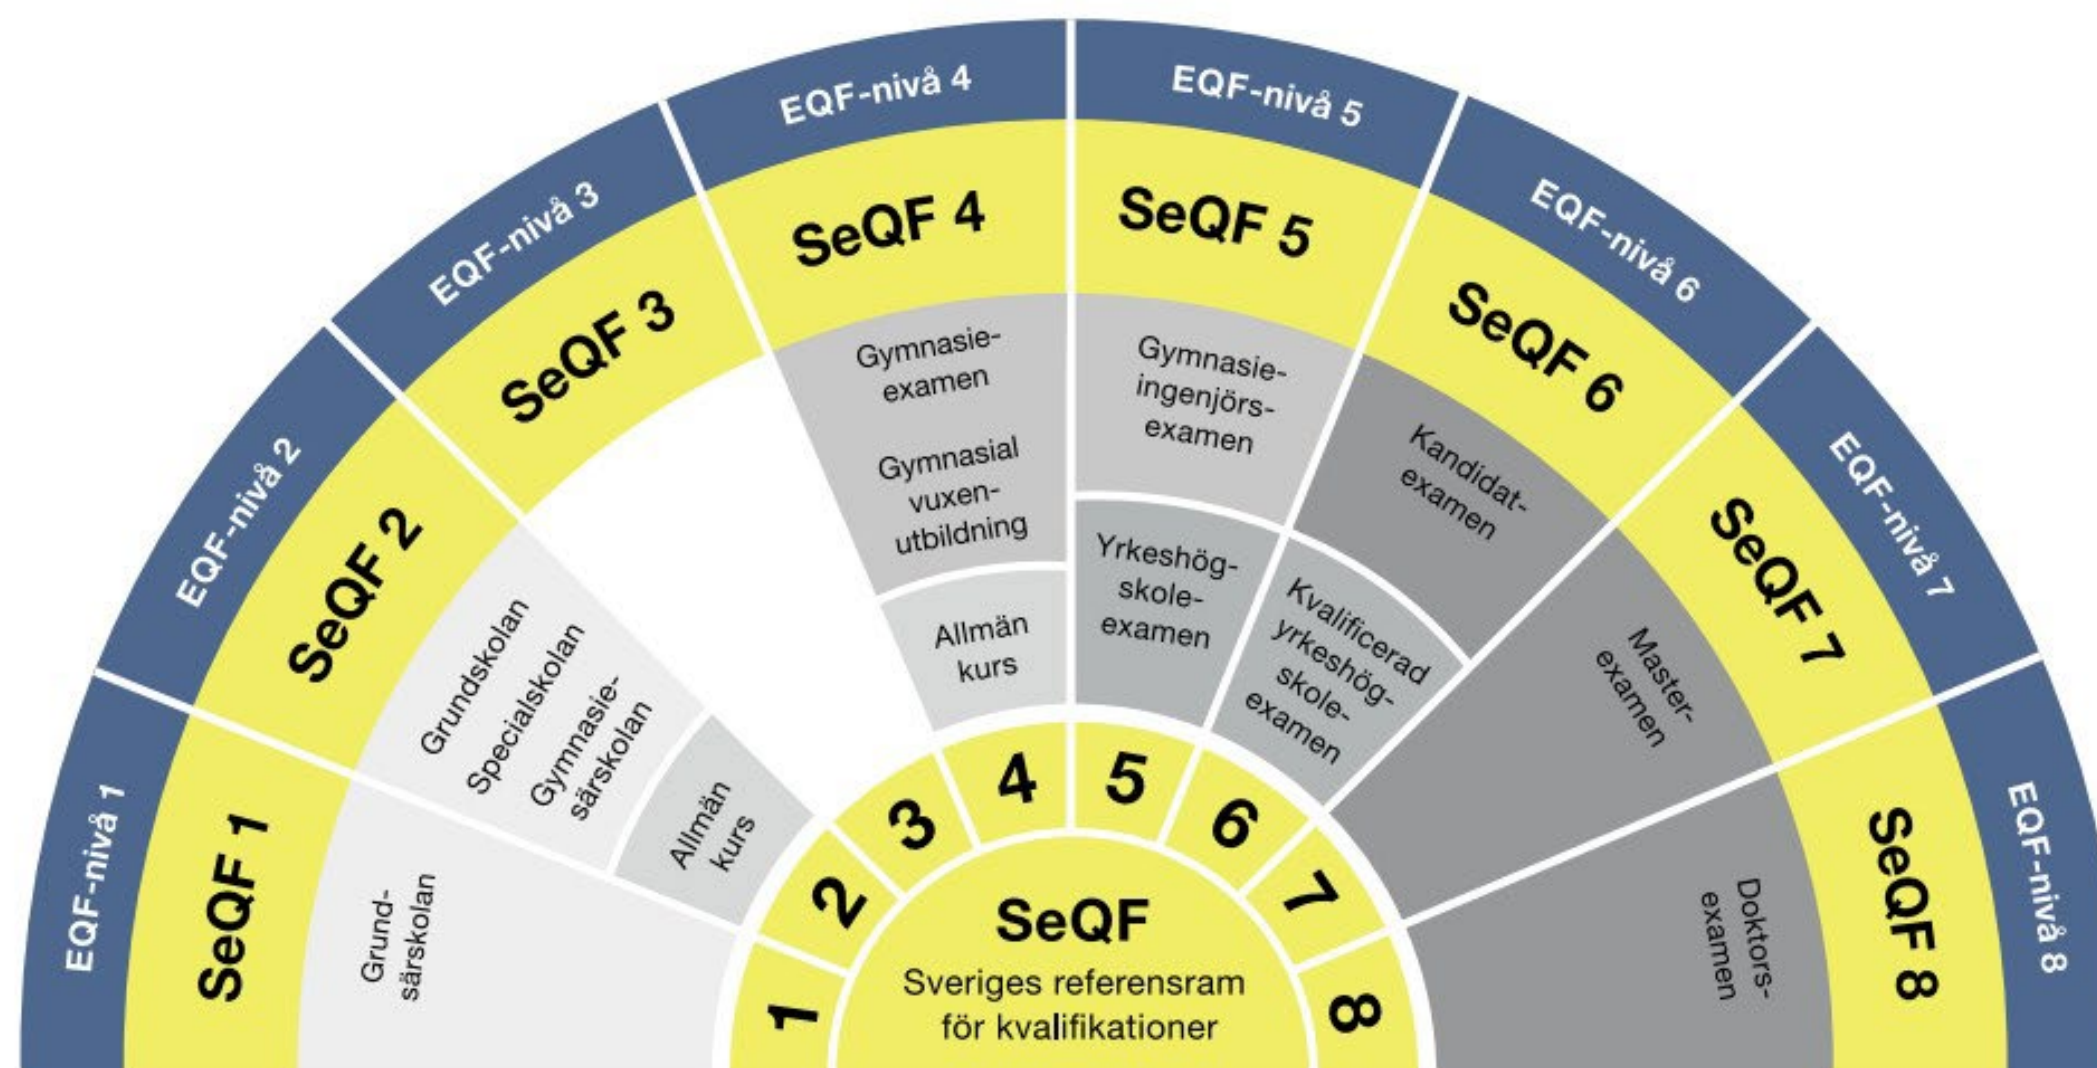 EQF-nivå 1
SeQF 1
Grund-
särskolan
EQF-nivå 2
SeQF 2
Grundskolan
Specialskolan
Gymnasie-
särskolan
Allmän
kurs
EQF-nivå 3
SeQF 3
EQF-nivå 4
SeQF 4
Gymnasie-
examen
Gymnasial
vuxen-
utbildning
Allmän
kurs
EQF-nivå 5
SeQF 5
Gymnasie-
ingenjörs-
examen
Yrkeshög-
skole-
examen
EQF-nivå 6
SeQF 6
Kandidat-
examen
Kvalificerad
yrkeshög-
skole-
examen
EQF-nivå 7
SeQF 7
Master-
examen
EQF-nivå 8
SeQF 8
Doktors-
examen
1
2
3
4
5
6
7
8
SeQF
Sveriges referensram
för kvalifikationer